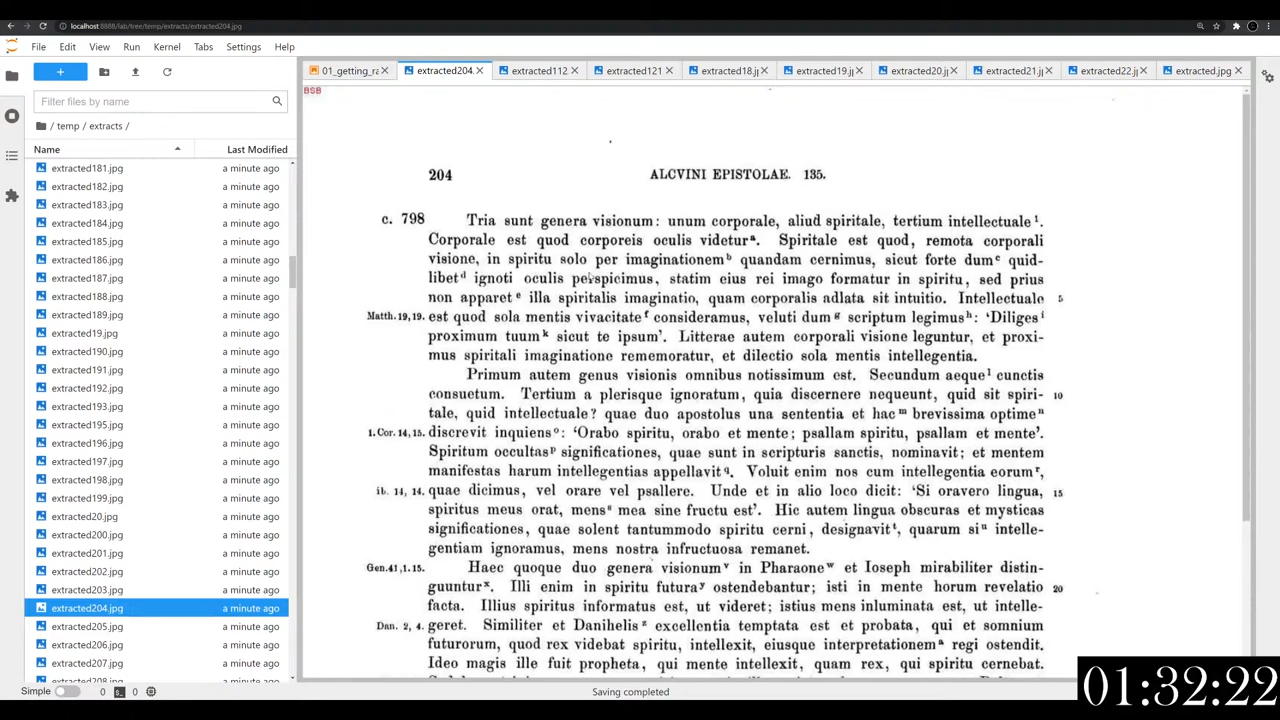 localhost:8888/lab/tree/temp/extracts/extracted204.jpg
File Edit View Run Kernel Tabs Settings Help
+
01_getting_ra
extracted204.
extracted112
extracted121
extracted18.j
extracted19.j
extracted20.j
extracted21.j
extracted22.j
extracted.jpg
Filter files by name
/ temp / extracts /
Name Last Modified
extracted181.jpg a minute ago
extracted182.jpg a minute ago
extracted183.jpg a minute ago
extracted184.jpg a minute ago
extracted185.jpg a minute ago
extracted186.jpg a minute ago
extracted187.jpg a minute ago
extracted188.jpg a minute ago
extracted189.jpg a minute ago
extracted19.jpg a minute ago
extracted190.jpg a minute ago
extracted191.jpg a minute ago
extracted192.jpg a minute ago
extracted193.jpg a minute ago
extracted195.jpg a minute ago
extracted196.jpg a minute ago
extracted197.jpg a minute ago
extracted198.jpg a minute ago
extracted199.jpg a minute ago
extracted20.jpg a minute ago
extracted200.jpg a minute ago
extracted201.jpg a minute ago
extracted202.jpg a minute ago
extracted203.jpg a minute ago
extracted204.jpg a minute ago
extracted205.jpg a minute ago
extracted206.jpg a minute ago
extracted207.jpg a minute ago
extracted208.jpg a minute ago
BSB
204 ALCVINI EPISTOLAE. 135.
c. 798 Tria sunt genera visionum: unum corporale, aliud spiritale, tertium intellectuale¹.
Corporale est quod corporeis oculis videturᵃ. Spiritale est quod, remota corporali
visione, in spiritu solo per imaginationemᵇ quandam cernimus, sicut forte dumᶜ quid-
libetᵈ ignoti oculis perspicimus, statim eius rei imago formatur in spiritu, sed prius
non apparetᵉ illa spiritalis imaginatio, quam corporalis adlata sit intuitio. Intellectuale 5
Matth. 19, 19. est quod sola mentis vivacitateᶠ consideramus, veluti dumᵍ scriptum legimusʰ: ‘Diligesⁱ
proximum tuumᵏ sicut te ipsum’. Litterae autem corporali visione leguntur, et proxi-
mus spiritali imaginatione rememoratur, et dilectio sola mentis intellegentia.
Primum autem genus visionis omnibus notissimum est. Secundum aequeˡ cunctis
consuetum. Tertium a plerisque ignoratum, quia discernere nequeunt, quid sit spiri- 10
tale, quid intellectuale? quae duo apostolus una sententia et hacᵐ brevissima optimeⁿ
1. Cor. 14, 15. discrevit inquiensᵒ: ‘Orabo spiritu, orabo et mente; psallam spiritu, psallam et mente’.
Spiritum occultasᵖ significationes, quae sunt in scripturis sanctis, nominavit; et mentem
manifestas harum intellegentias appellavitq. Voluit enim nos cum intellegentia eorumʳ,
ib. 14, 14. quae dicimus, vel orare vel psallere. Unde et in alio loco dicit: ‘Si oravero lingua, 15
spiritus meus orat, mensˢ mea sine fructu est’. Hic autem lingua obscuras et mysticas
significationes, quae solent tantummodo spiritu cerni, designavitᵗ, quarum siᵘ intelle-
gentiam ignoramus, mens nostra infructuosa remanet.
Gen. 41, 1. 15. Haec quoque duo genera visionumᵛ in Pharaoneʷ et Ioseph mirabiliter distin-
guunturˣ. Illi enim in spiritu futuraʸ ostendebantur; isti in mente horum revelatio 20
facta. Illius spiritus informatus est, ut videret; istius mens inluminata est, ut intelle-
Dan. 2, 4. geret. Similiter et Danihelisᶻ excellentia temptata est et probata, qui et somnium
futurorum, quod rex videbat spiritu, intellexit, eiusque interpretationemᵃ regi ostendit.
Ideo magis ille fuit propheta, qui mente intellexit, quam rex, qui spiritu cernebat.
Simple 0 0 Saving completed
01:32:22